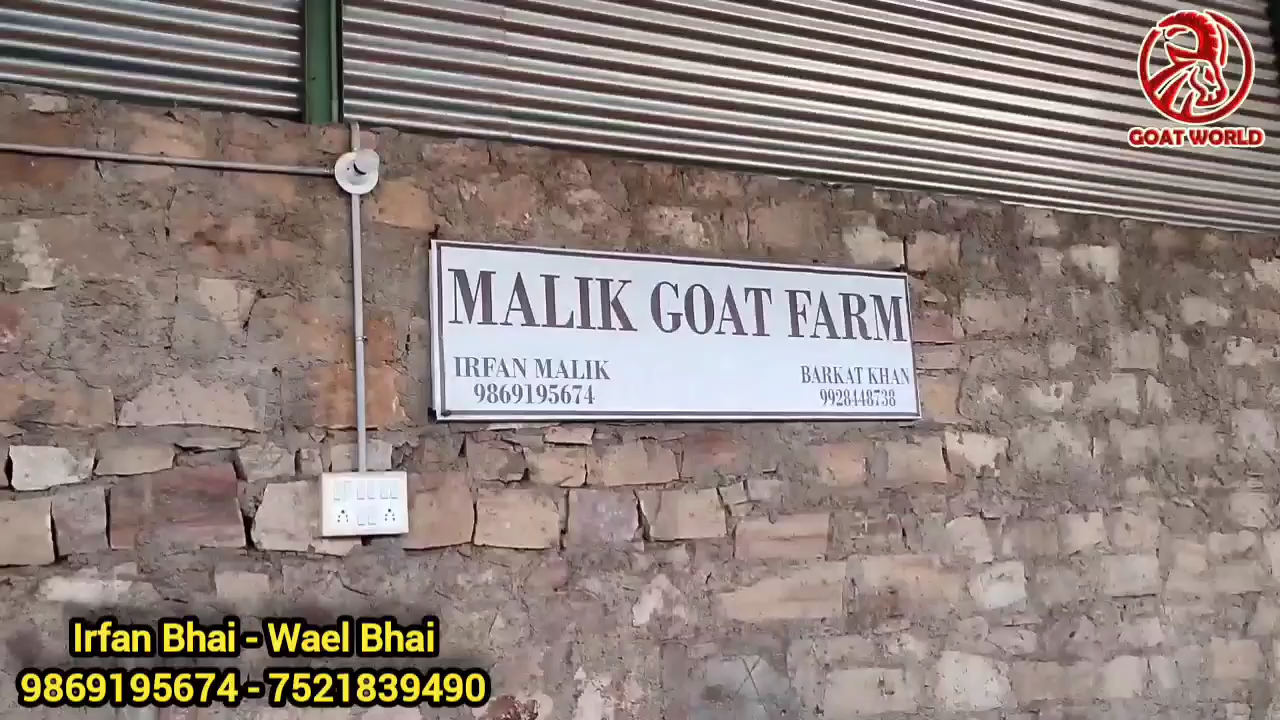 GOAT WORLD
MALIK GOAT FARM
IRFAN MALIK
9869195674
BARKAT KHAN
9928448738
Irfan Bhai - Wael Bhai
9869195674 - 7521839490